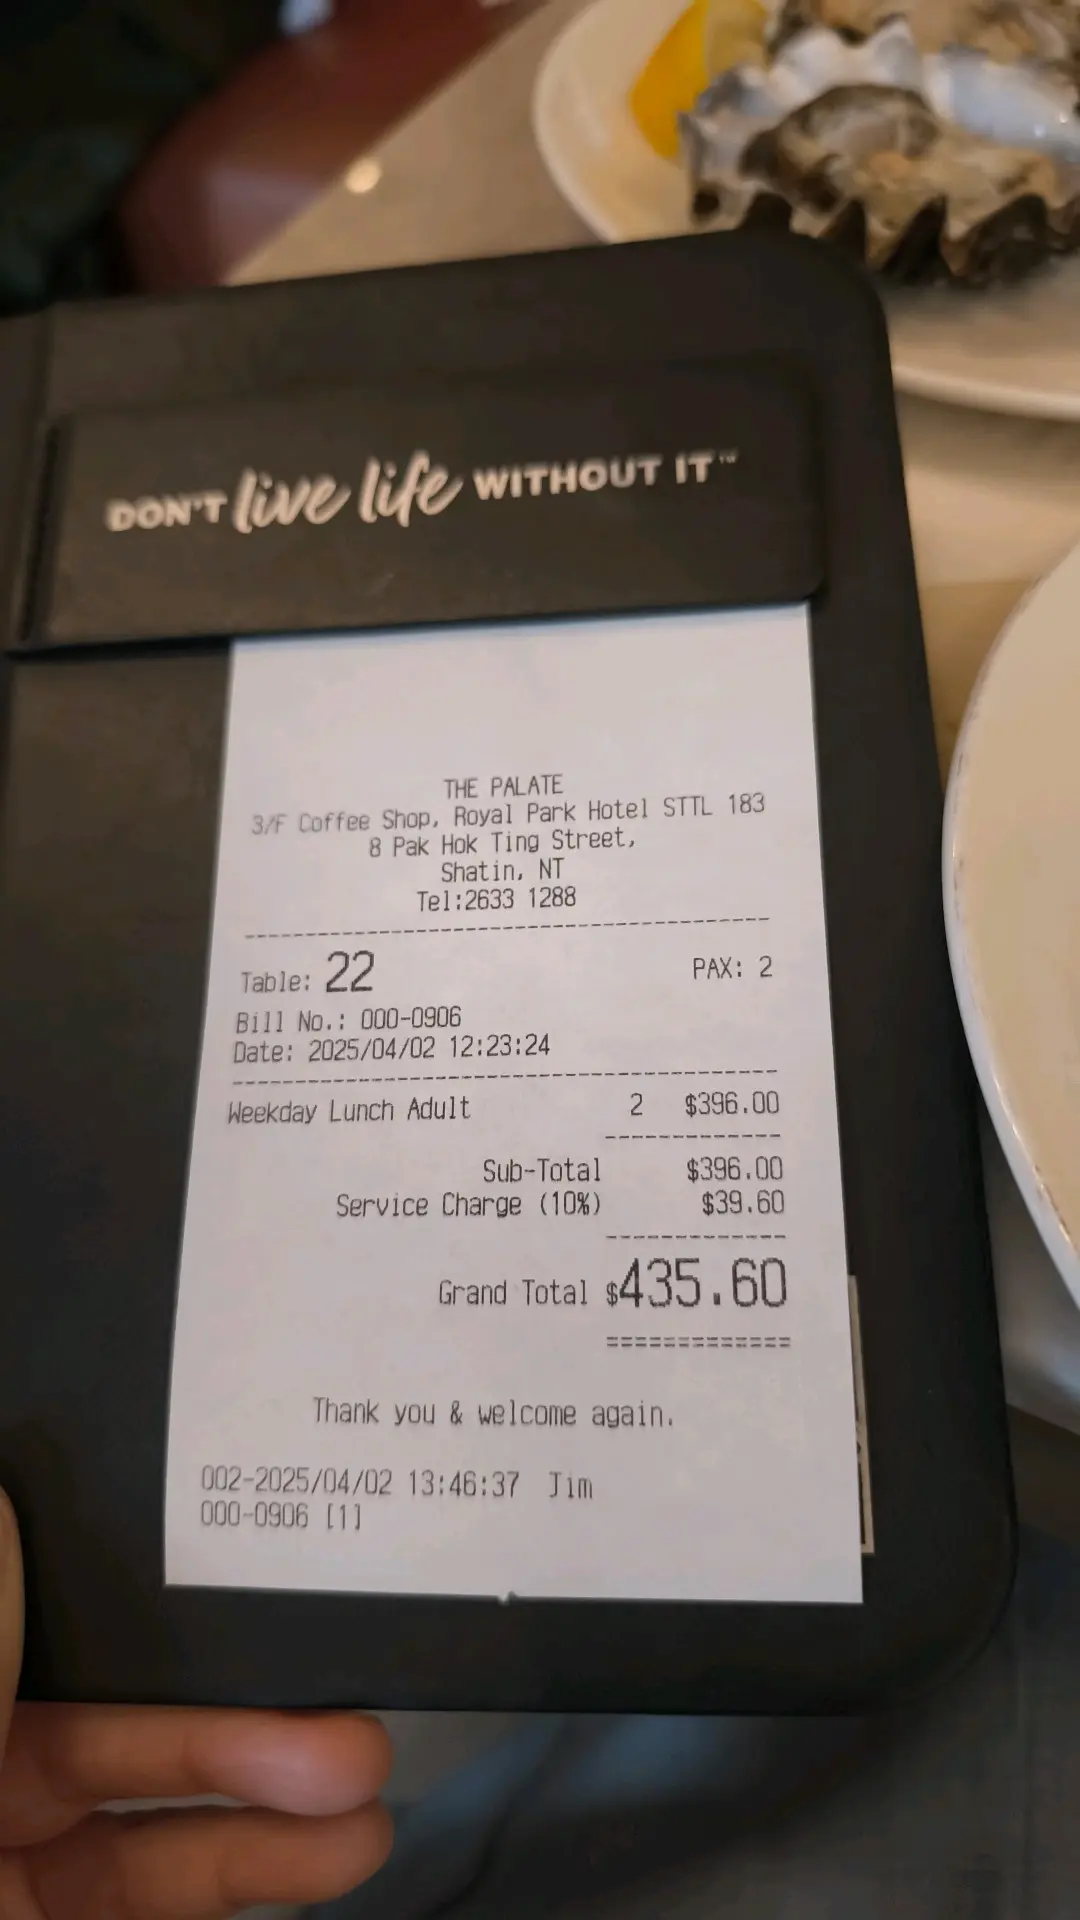 DON'T live life WITHOUT IT™
THE PALATE
3/F Coffee Shop, Royal Park Hotel STTL 183
8 Pak Hok Ting Street,
Shatin, NT
Tel:2633 1288
--------------------------------------------
Table: 22 PAX: 2
Bill No.: 000-0906
Date: 2025/04/02 12:23:24
--------------------------------------------
Weekday Lunch Adult 2 $396.00
-------------
Sub-Total $396.00
Service Charge (10%) $39.60
-------------
Grand Total $435.60
=============
Thank you & welcome again.
002-2025/04/02 13:46:37 Jim
000-0906 [1]